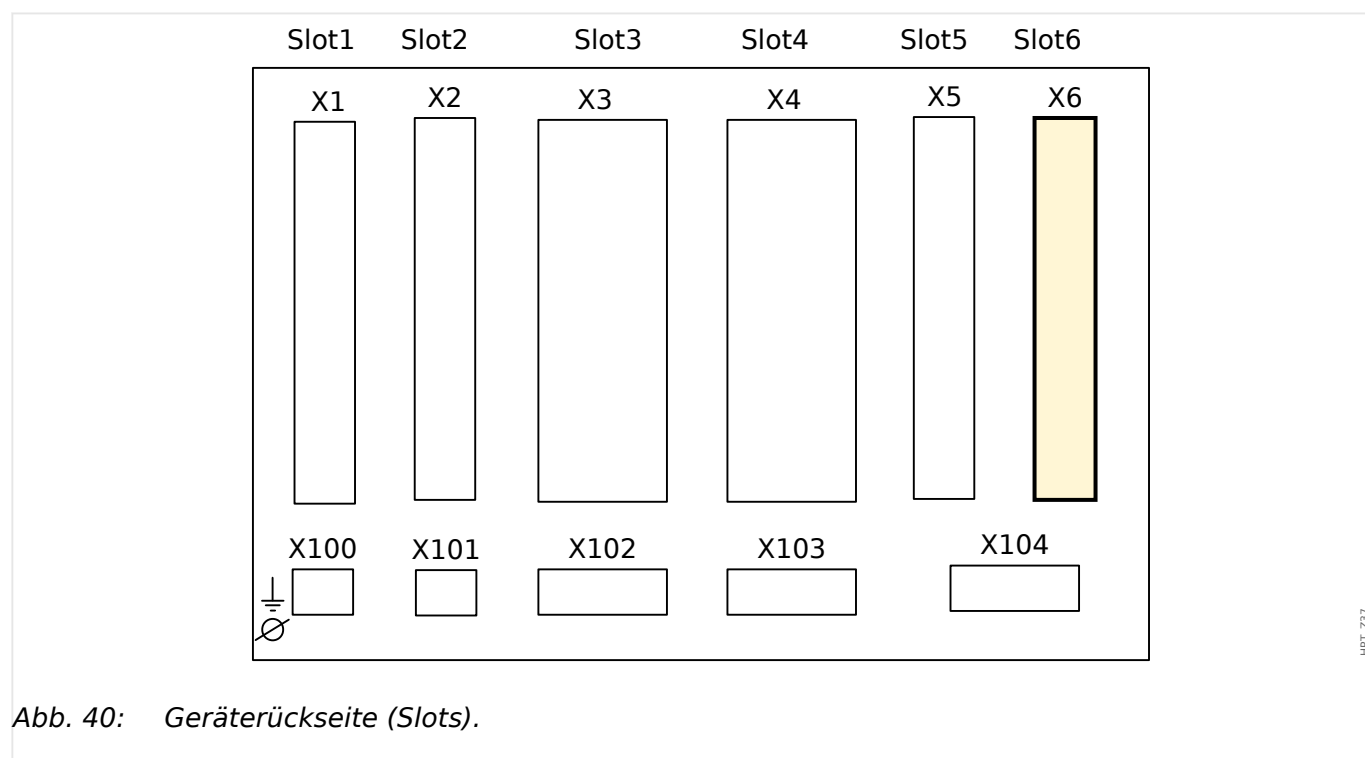 Slot1 Slot2 Slot3 Slot4 Slot5 Slot6
X1 X2 X3 X4 X5 X6
X100 X101 X102 X103 X104
Abb. 40: Geräterückseite (Slots).